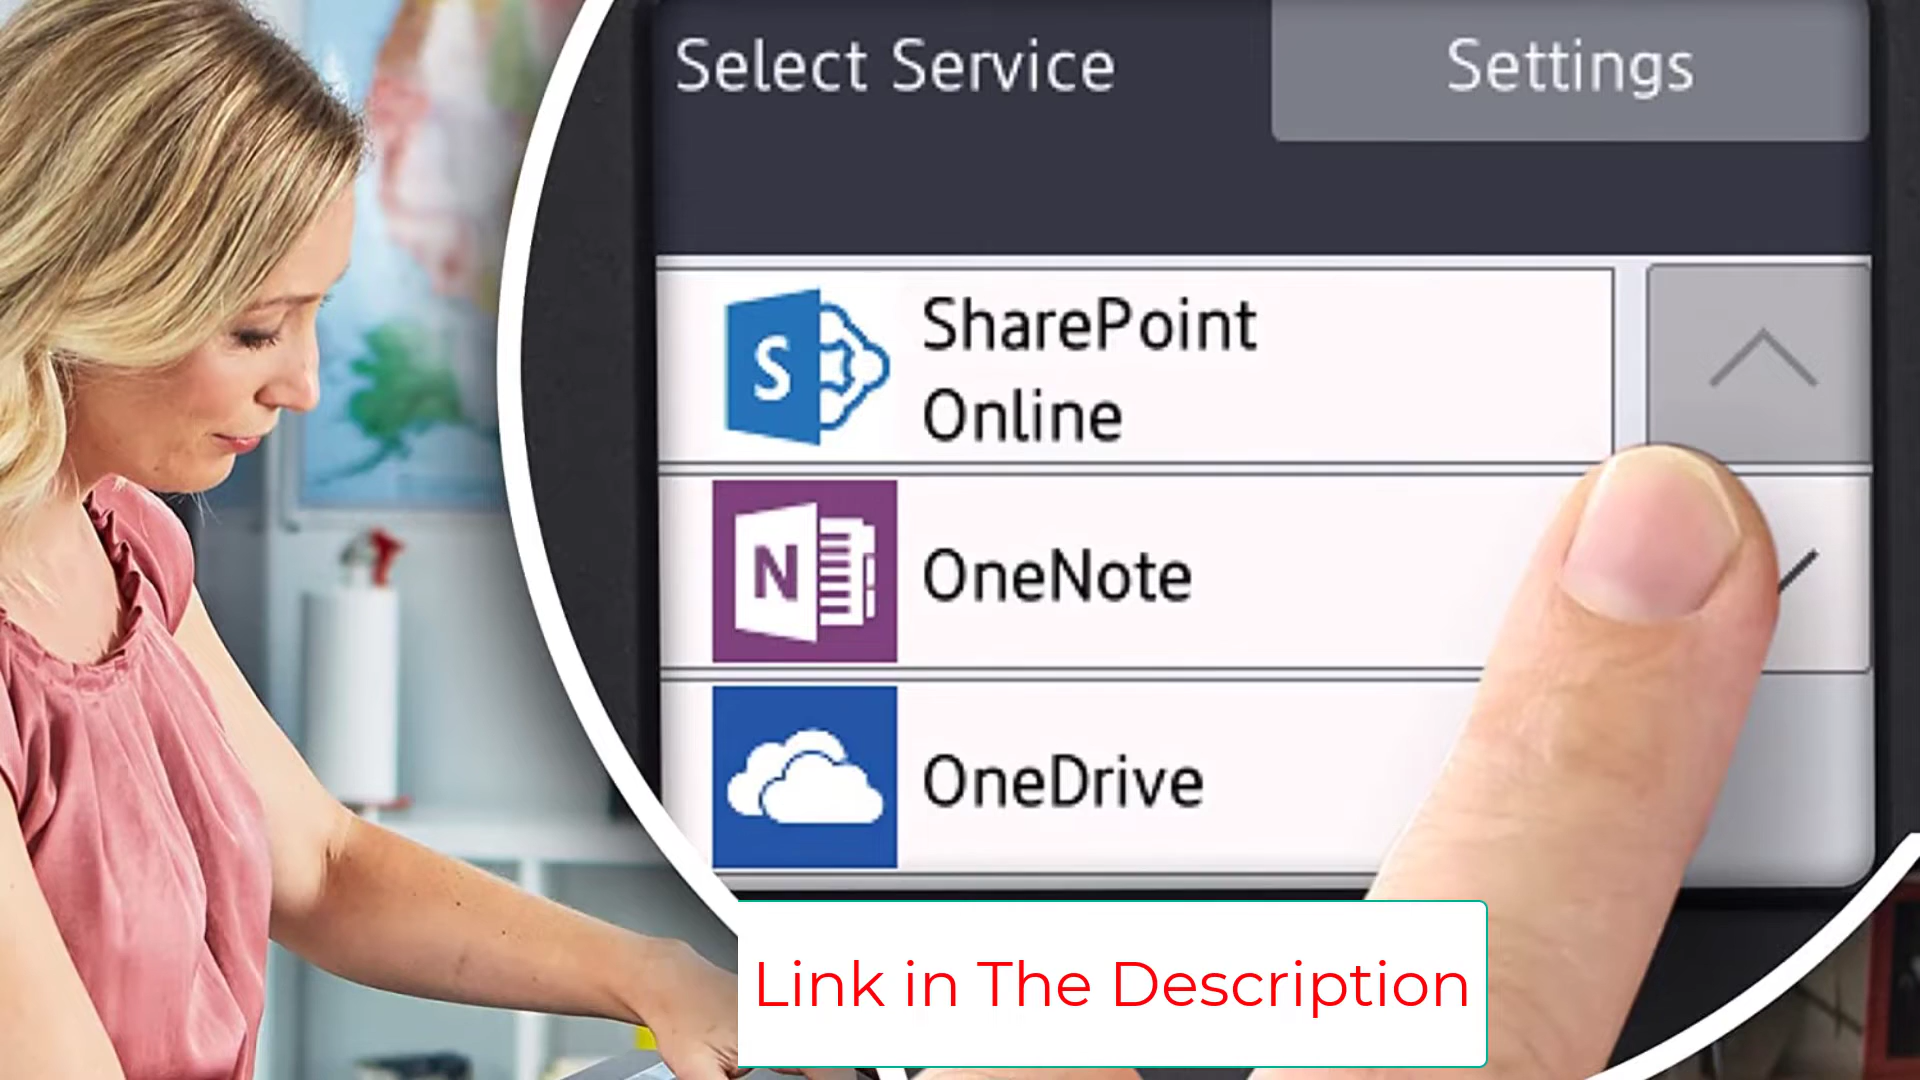 Select Service
Settings
S
SharePoint
Online
N
OneNote
OneDrive
Link in The Description